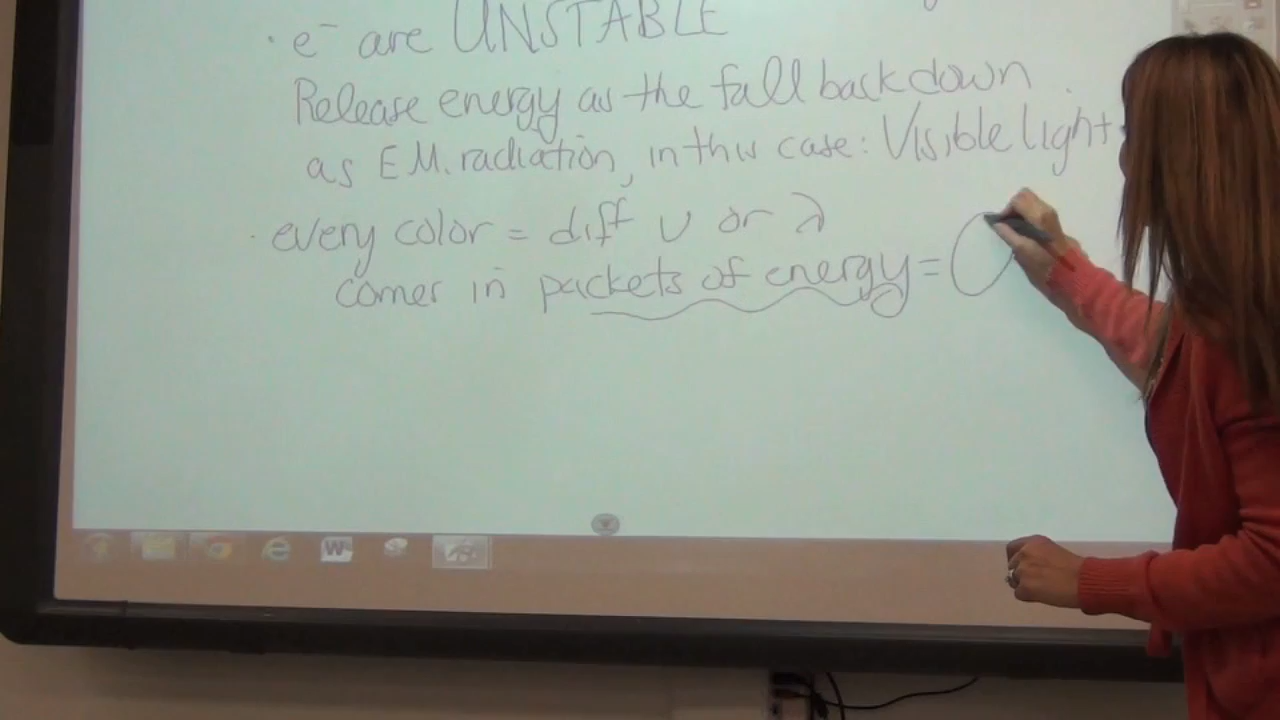 · e⁻ are UNSTABLE
Release energy as the fall back down
as E.M. radiation, in this case: Visible light
· every color = diff ν or λ
comes in packets of energy =
W